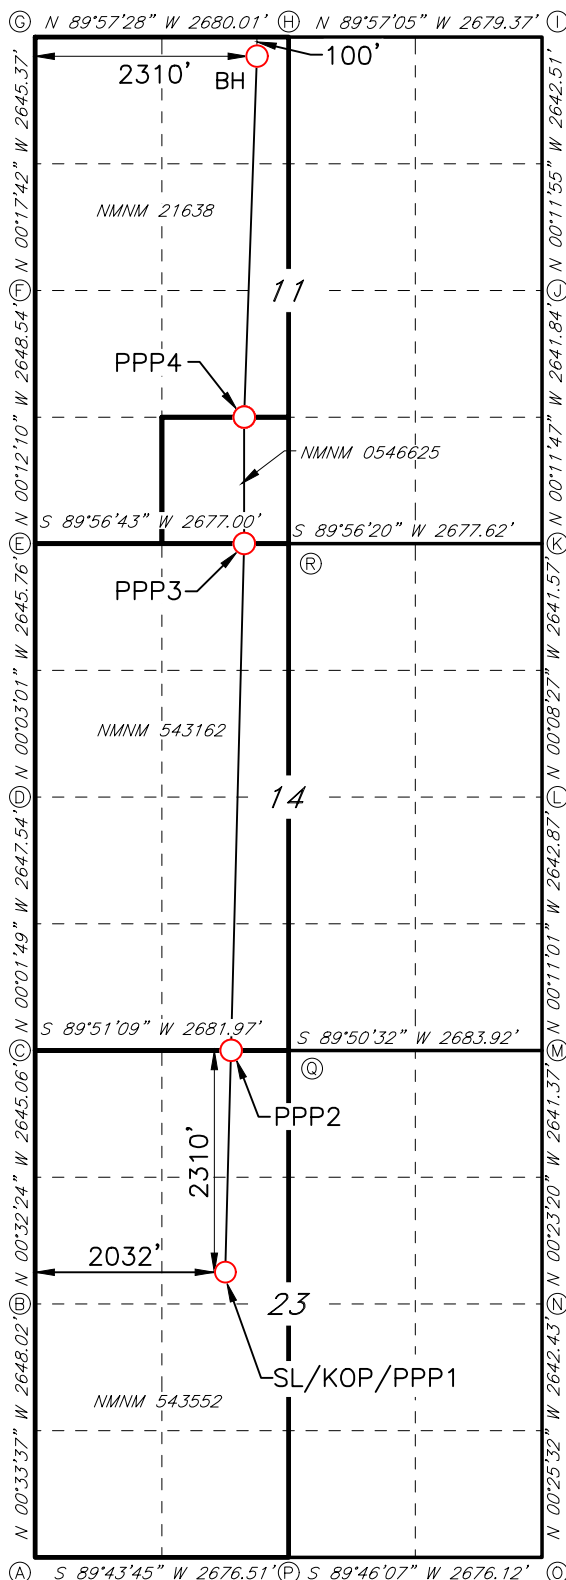 G N 89°57'28" W 2680.01' H N 89°57'05" W 2679.37' I
100'
2310'
BH
N 00°17'42" W 2645.37'
N 00°11'55" W 2642.51'
NMNM 21638
F 11 J
PPP4
N 00°12'10" W 2648.54'
N 00°11'47" W 2641.84'
NMNM 0546625
S 89°56'43" W 2677.00' S 89°56'20" W 2677.62'
E K
R
PPP3
N 00°03'01" W 2645.76'
N 00°08'27" W 2641.57'
NMNM 543162
D 14 L
N 00°01'49" W 2647.54'
N 00°11'01" W 2642.87'
S 89°51'09" W 2681.97' S 89°50'32" W 2683.92'
C M
Q
PPP2
2310'
N 00°32'24" W 2645.06'
N 00°23'20" W 2641.37'
2032'
B 23 N
SL/KOP/PPP1
NMNM 543552
N 00°33'37" W 2648.02'
N 00°25'32" W 2642.43'
A S 89°43'45" W 2676.51' P S 89°46'07" W 2676.12' O